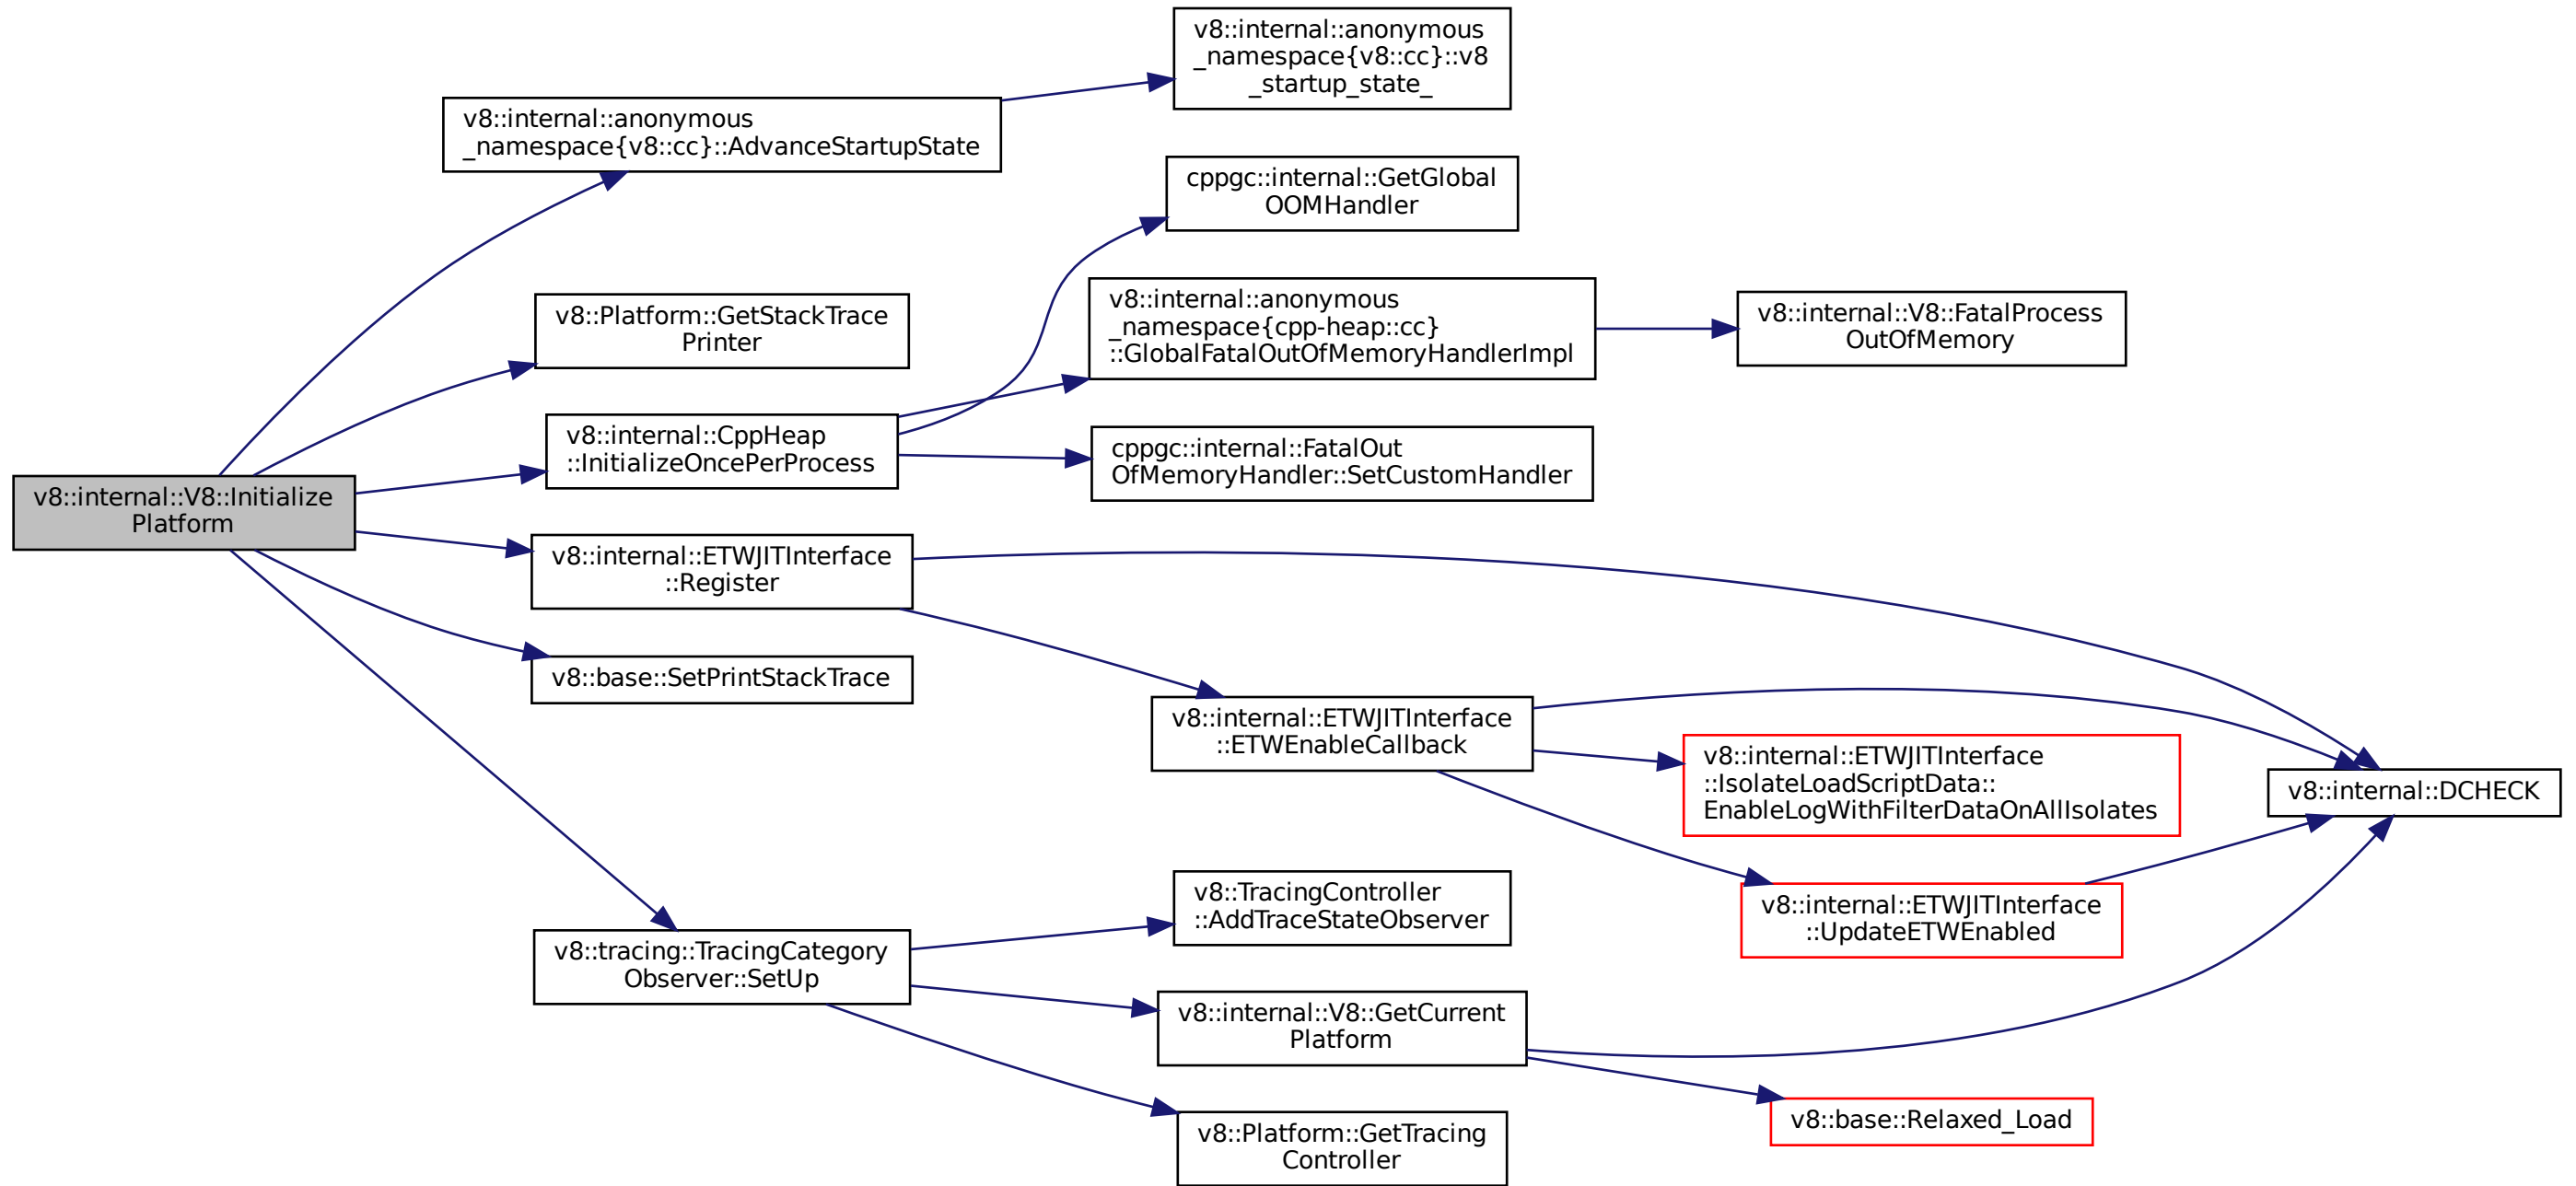 v8::internal::anonymous
_namespace{v8::cc}::v8
_startup_state_
v8::internal::anonymous
_namespace{v8::cc}::AdvanceStartupState
cppgc::internal::GetGlobal
OOMHandler
v8::Platform::GetStackTrace
Printer
v8::internal::anonymous
_namespace{cpp-heap::cc}
::GlobalFatalOutOfMemoryHandlerImpl
v8::internal::V8::FatalProcess
OutOfMemory
v8::internal::CppHeap
::InitializeOncePerProcess
cppgc::internal::FatalOut
OfMemoryHandler::SetCustomHandler
v8::internal::V8::Initialize
Platform
v8::internal::ETWJITInterface
::Register
v8::base::SetPrintStackTrace
v8::internal::ETWJITInterface
::ETWEnableCallback
v8::internal::ETWJITInterface
::IsolateLoadScriptData::
EnableLogWithFilterDataOnAllIsolates
v8::internal::DCHECK
v8::internal::ETWJITInterface
::UpdateETWEnabled
v8::TracingController
::AddTraceStateObserver
v8::tracing::TracingCategory
Observer::SetUp
v8::internal::V8::GetCurrent
Platform
v8::base::Relaxed_Load
v8::Platform::GetTracing
Controller